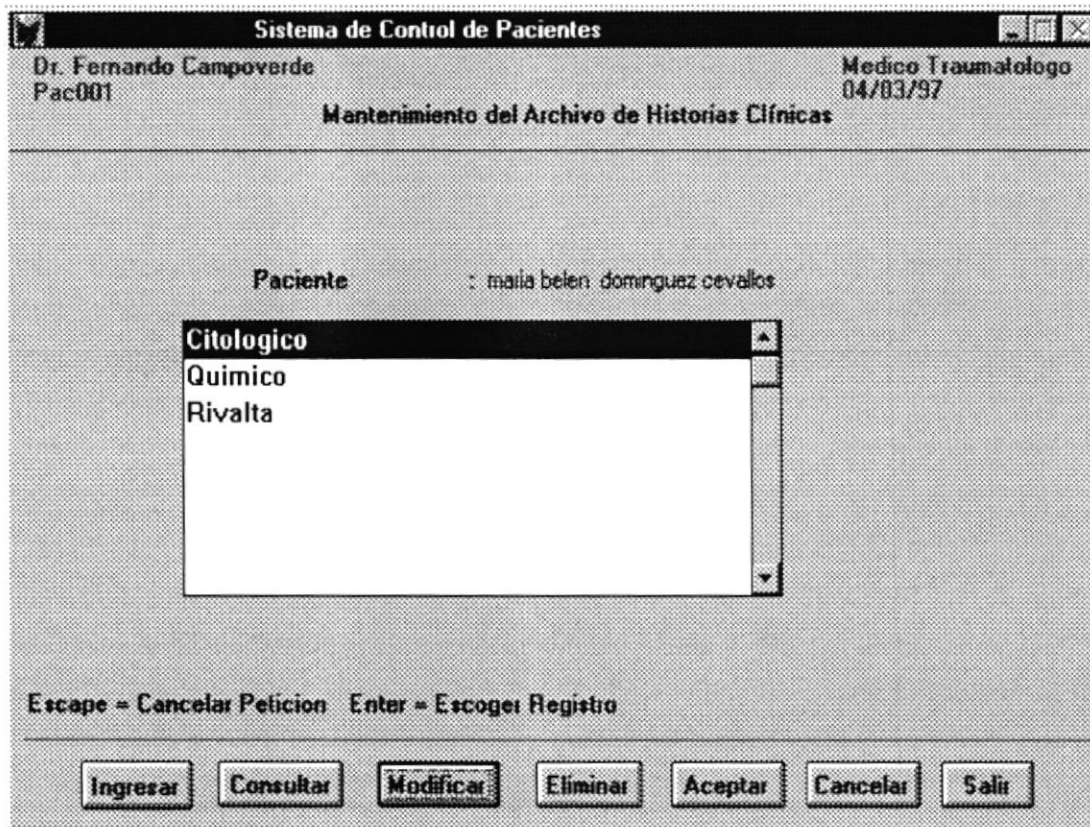 Sistema de Control de Pacientes
Dr. Fernando Campoverde
Medico Traumatologo
Pac001
04/03/97
Mantenimiento del Archivo de Historias Clínicas
Paciente : maria belen dominguez cevallos
Citologico
Quimico
Rivalta
Escape = Cancelar Peticion Enter = Escoger Registro
Ingresar Consultar Modificar Eliminar Aceptar Cancelar Salir